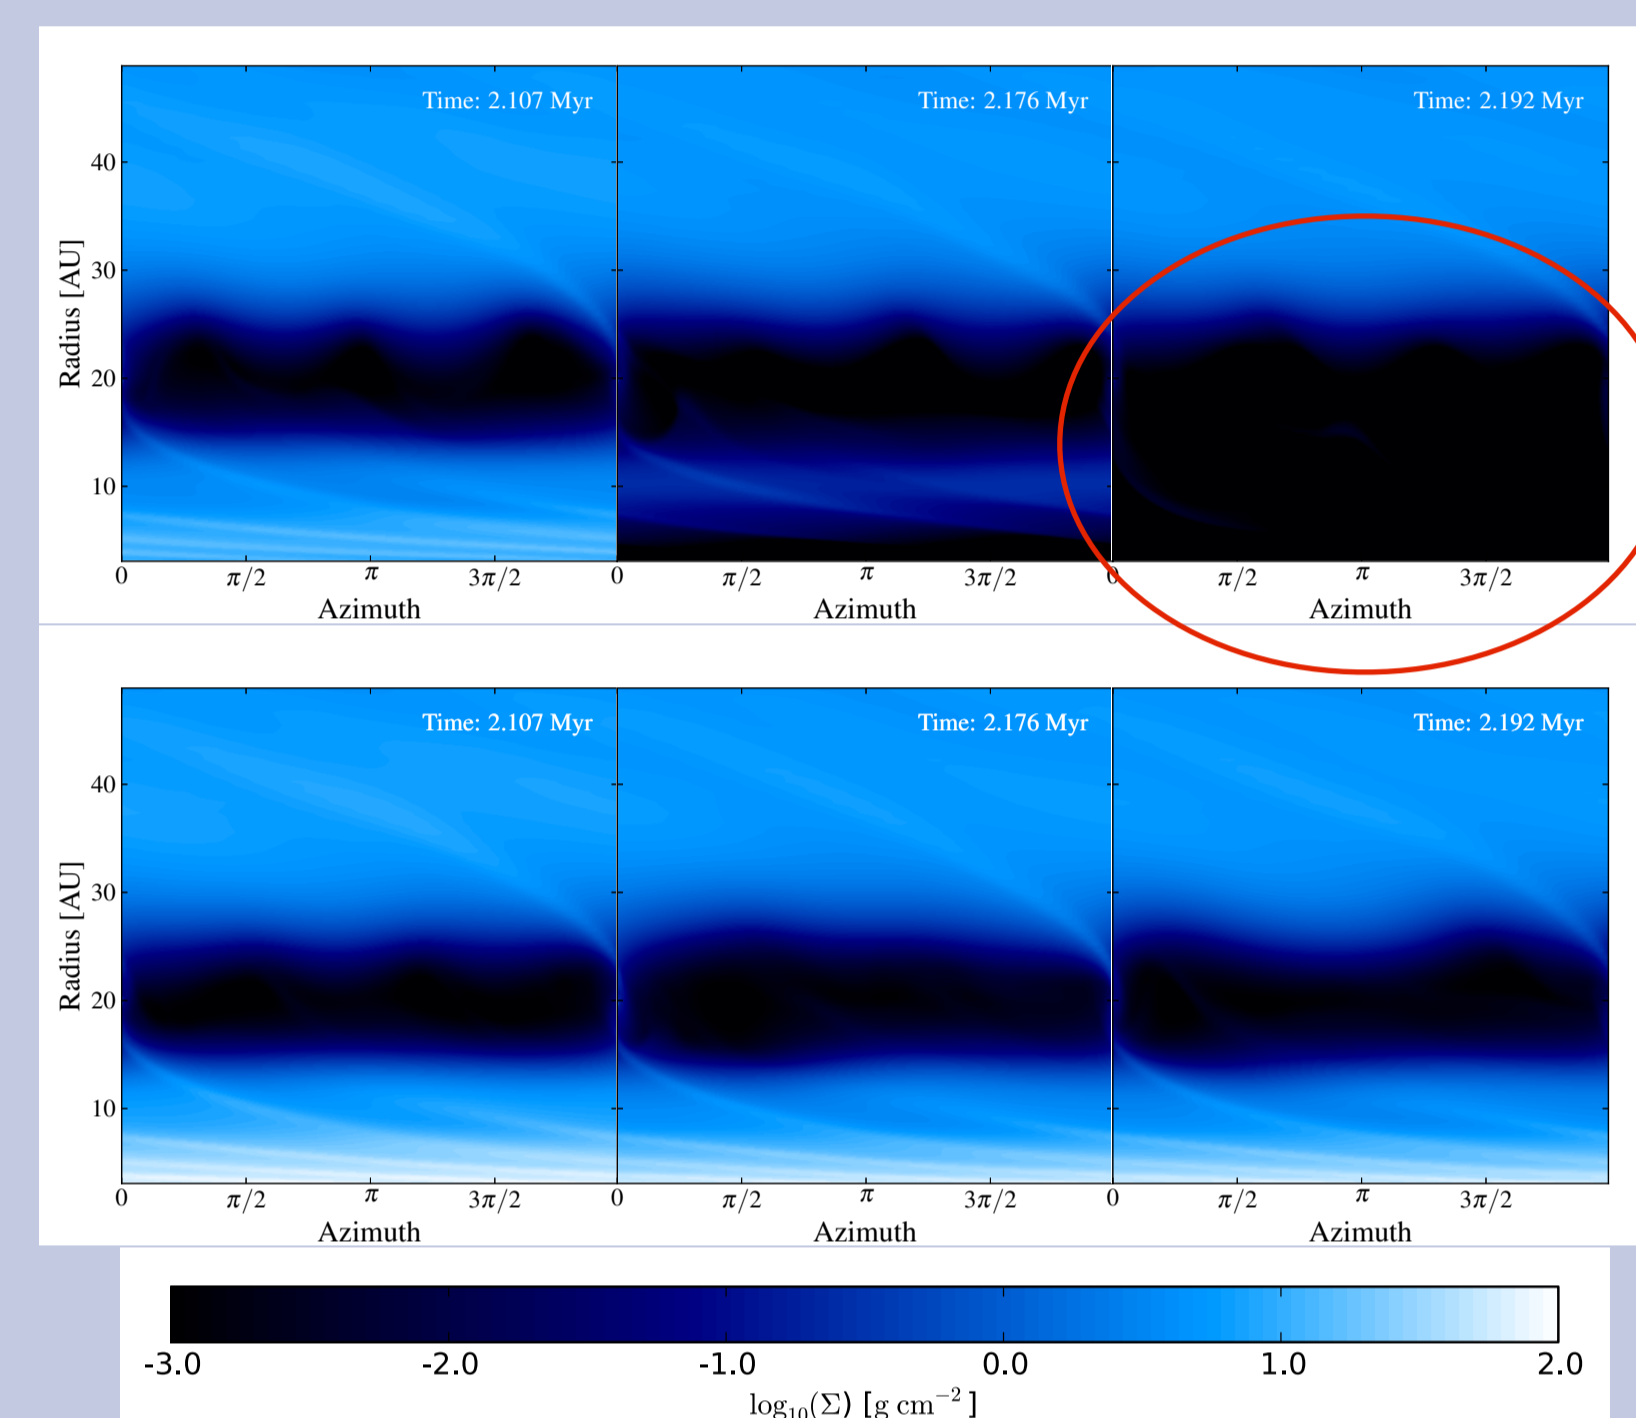 Time: 2.107 Myr Time: 2.176 Myr Time: 2.192 Myr
40
30
20
10
Radius [AU]
0 π/2 π 3π/2 0 π/2 π 3π/2 0 π/2 π 3π/2
Azimuth Azimuth Azimuth
Time: 2.107 Myr Time: 2.176 Myr Time: 2.192 Myr
40
30
20
10
Radius [AU]
0 π/2 π 3π/2 0 π/2 π 3π/2 0 π/2 π 3π/2
Azimuth Azimuth Azimuth
-3.0 -2.0 -1.0 0.0 1.0 2.0
log₁₀(Σ) [g cm⁻²]